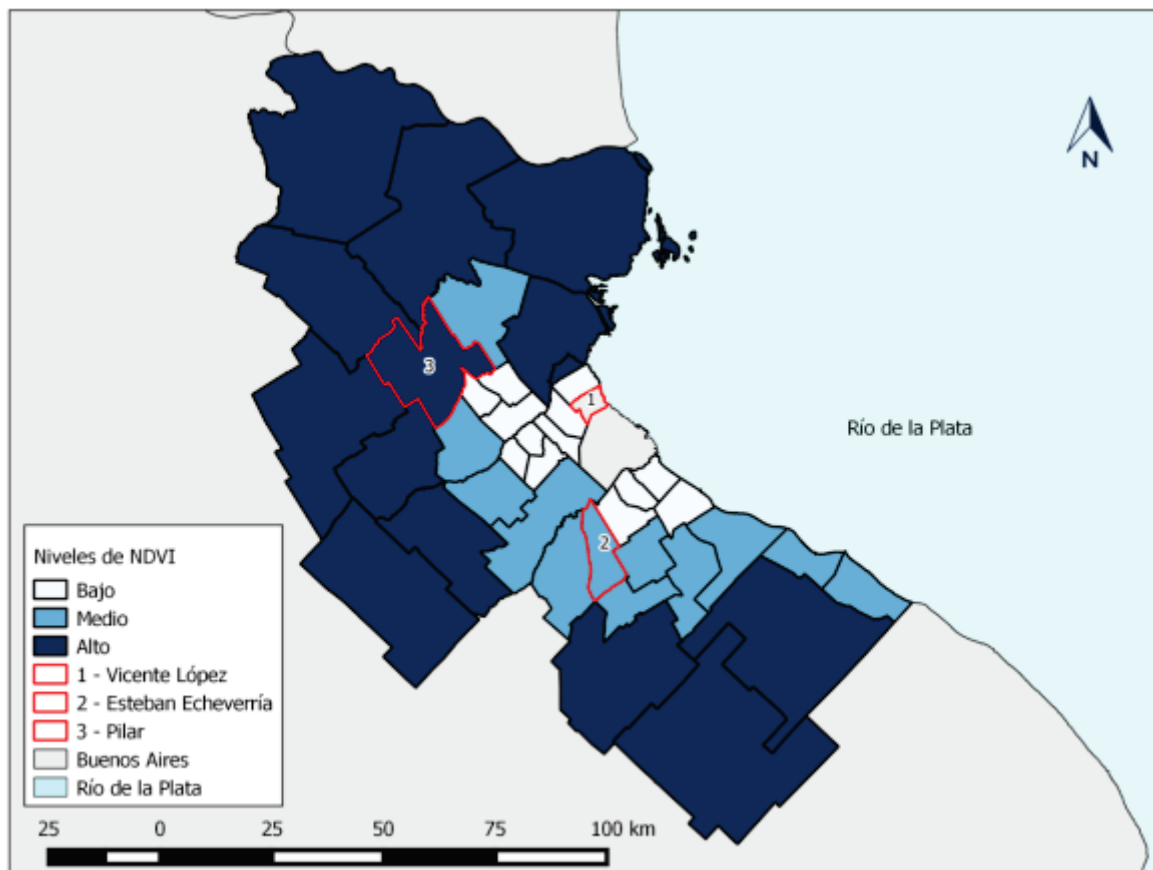 N
3
1
Río de la Plata
2
Niveles de NDVI
Bajo
Medio
Alto
1 - Vicente López
2 - Esteban Echeverría
3 - Pilar
Buenos Aires
Río de la Plata
25 0 25 50 75 100 km